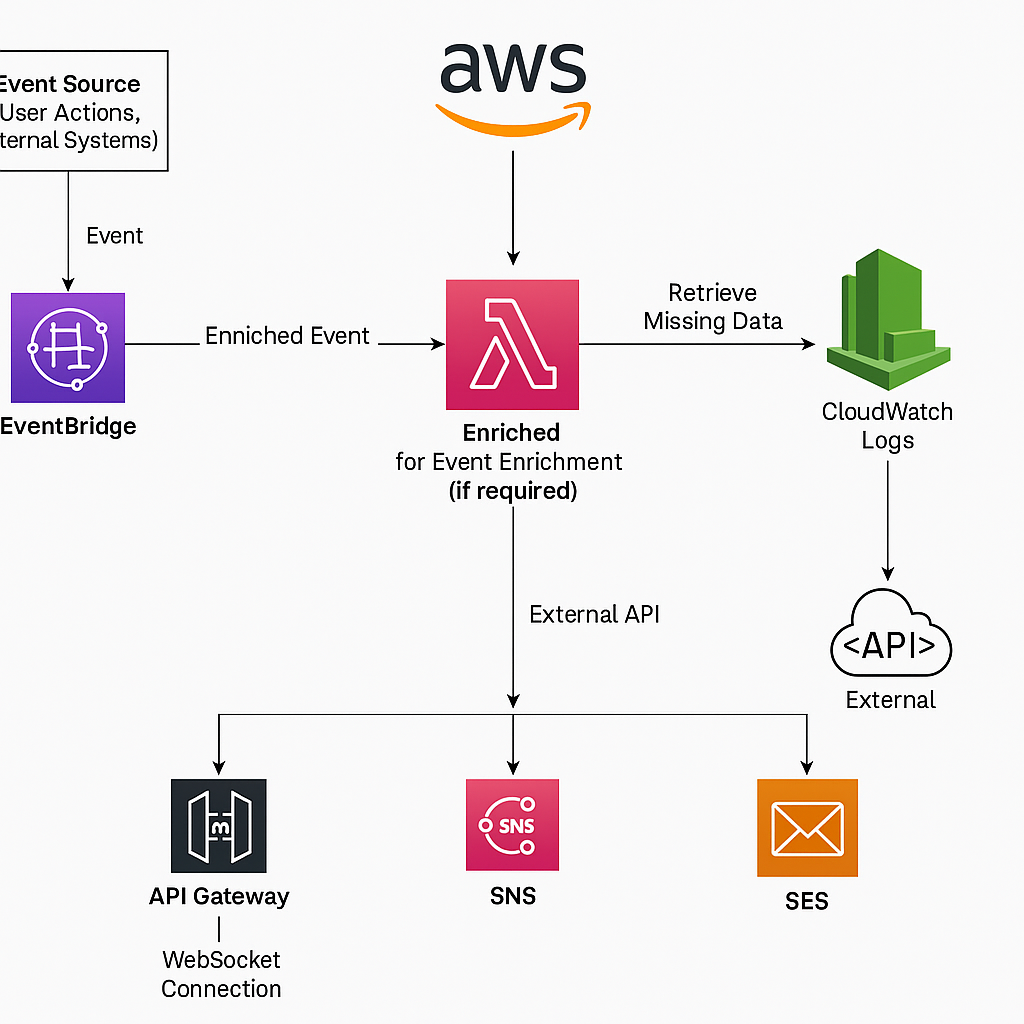 aws
Event Source
User Actions,
ternal Systems)
Event
Enriched Event
Retrieve
Missing Data
EventBridge
Enriched
for Event Enrichment
(if required)
CloudWatch
Logs
External API
<API>
External
m
SNS
API Gateway
SNS
SES
WebSocket
Connection